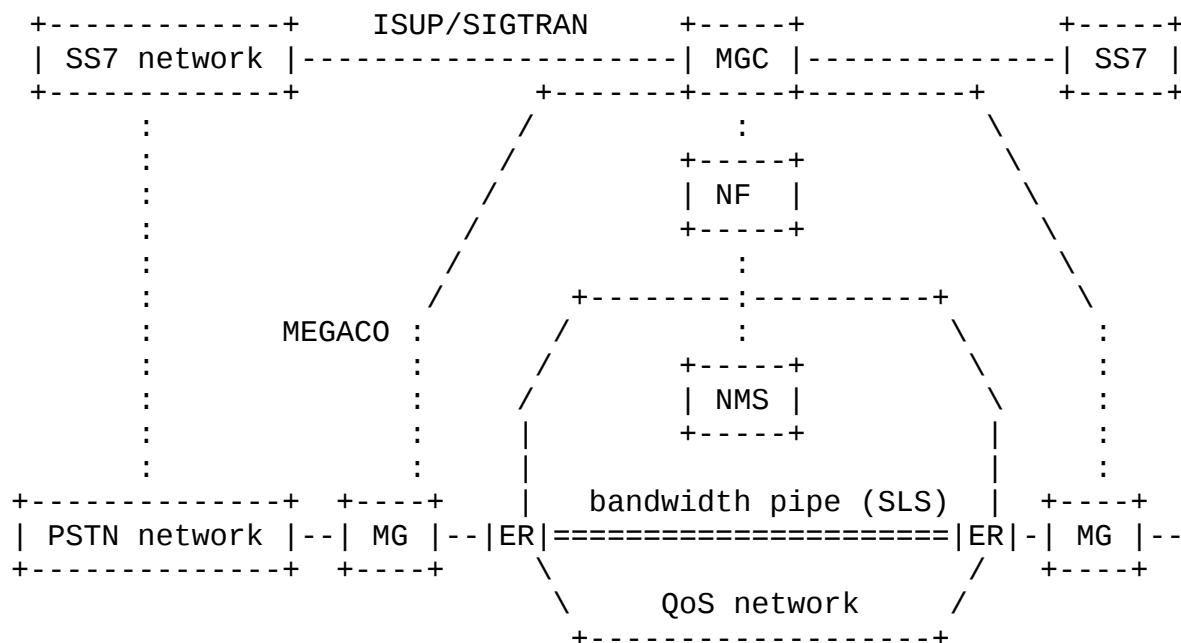 ISUP/SIGTRAN
SS7 network MGC SS7
NF
MEGACO
NMS
bandwidth pipe (SLS)
PSTN network MG ER ER MG
QoS network